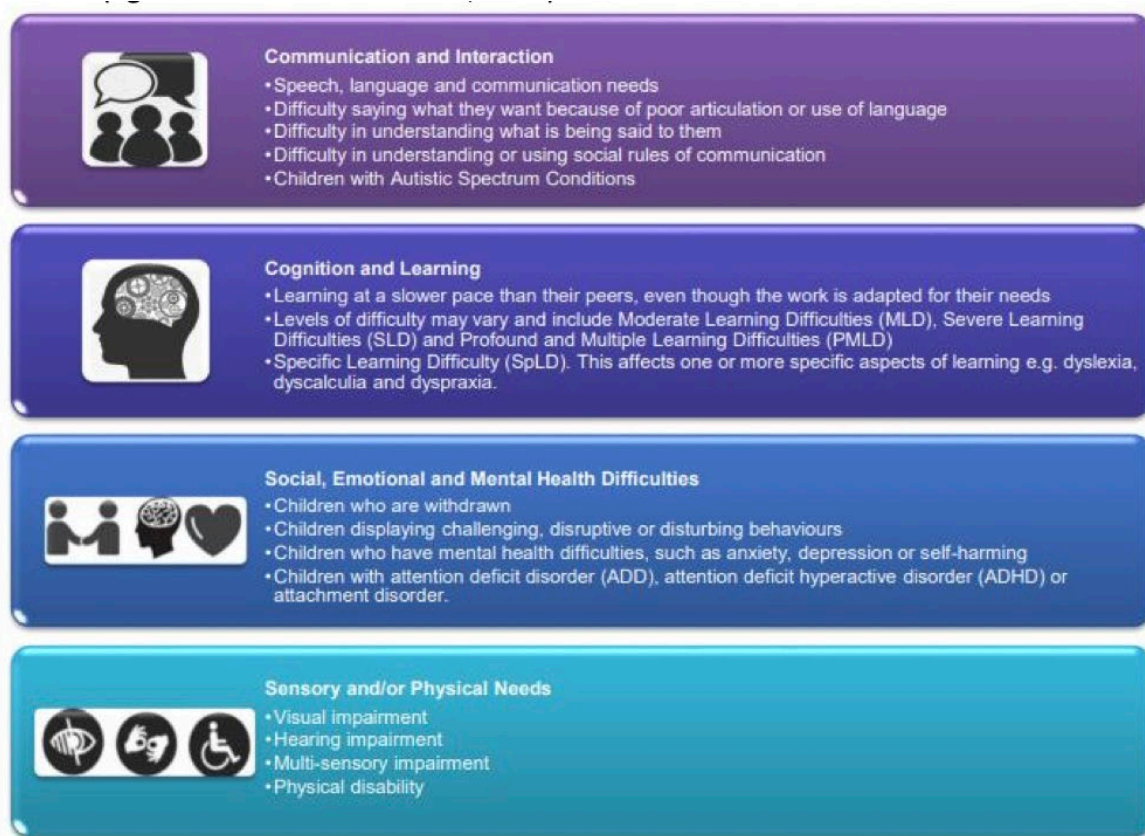 Communication and Interaction
•Speech, language and communication needs
•Difficulty saying what they want because of poor articulation or use of language
•Difficulty in understanding what is being said to them
•Difficulty in understanding or using social rules of communication
•Children with Autistic Spectrum Conditions
Cognition and Learning
•Learning at a slower pace than their peers, even though the work is adapted for their needs
•Levels of difficulty may vary and include Moderate Learning Difficulties (MLD), Severe Learning
Difficulties (SLD) and Profound and Multiple Learning Difficulties (PMLD)
•Specific Learning Difficulty (SpLD). This affects one or more specific aspects of learning e.g. dyslexia,
dyscalculia and dyspraxia.
Social, Emotional and Mental Health Difficulties
•Children who are withdrawn
•Children displaying challenging, disruptive or disturbing behaviours
•Children who have mental health difficulties, such as anxiety, depression or self-harming
•Children with attention deficit disorder (ADD), attention deficit hyperactive disorder (ADHD) or
attachment disorder.
Sensory and/or Physical Needs
•Visual impairment
•Hearing impairment
•Multi-sensory impairment
•Physical disability